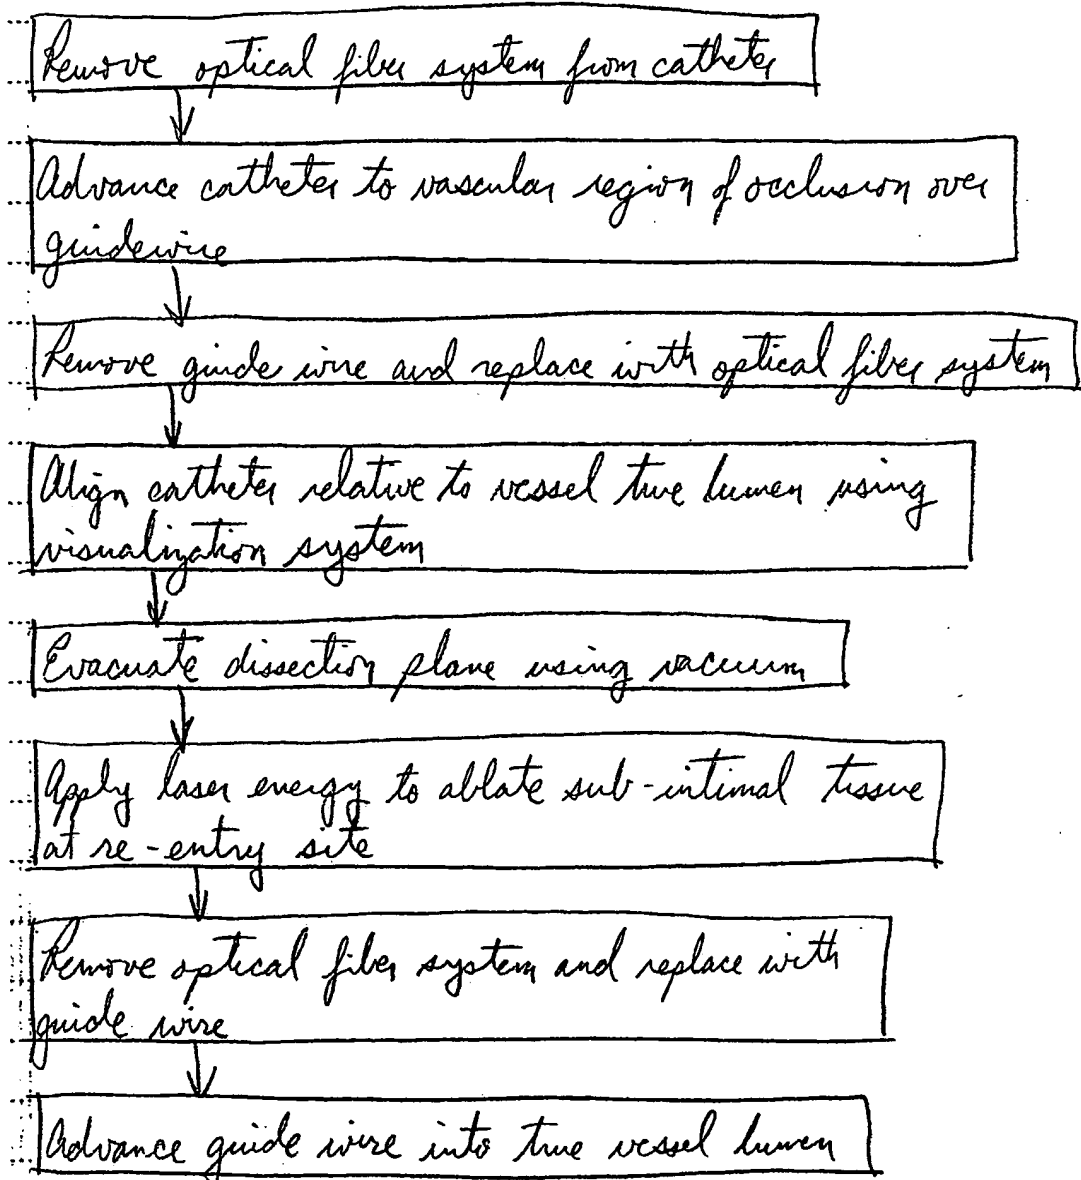 Remove optical fiber system from catheter
Advance catheter to vascular region of occlusion over
guidewire
Remove guide wire and replace with optical fiber system
Align catheter relative to vessel true lumen using
visualization system
Evacuate dissection plane using vacuum
Apply laser energy to ablate sub-intimal tissue
at re-entry site
Remove optical fiber system and replace with
guide wire
Advance guide wire into true vessel lumen